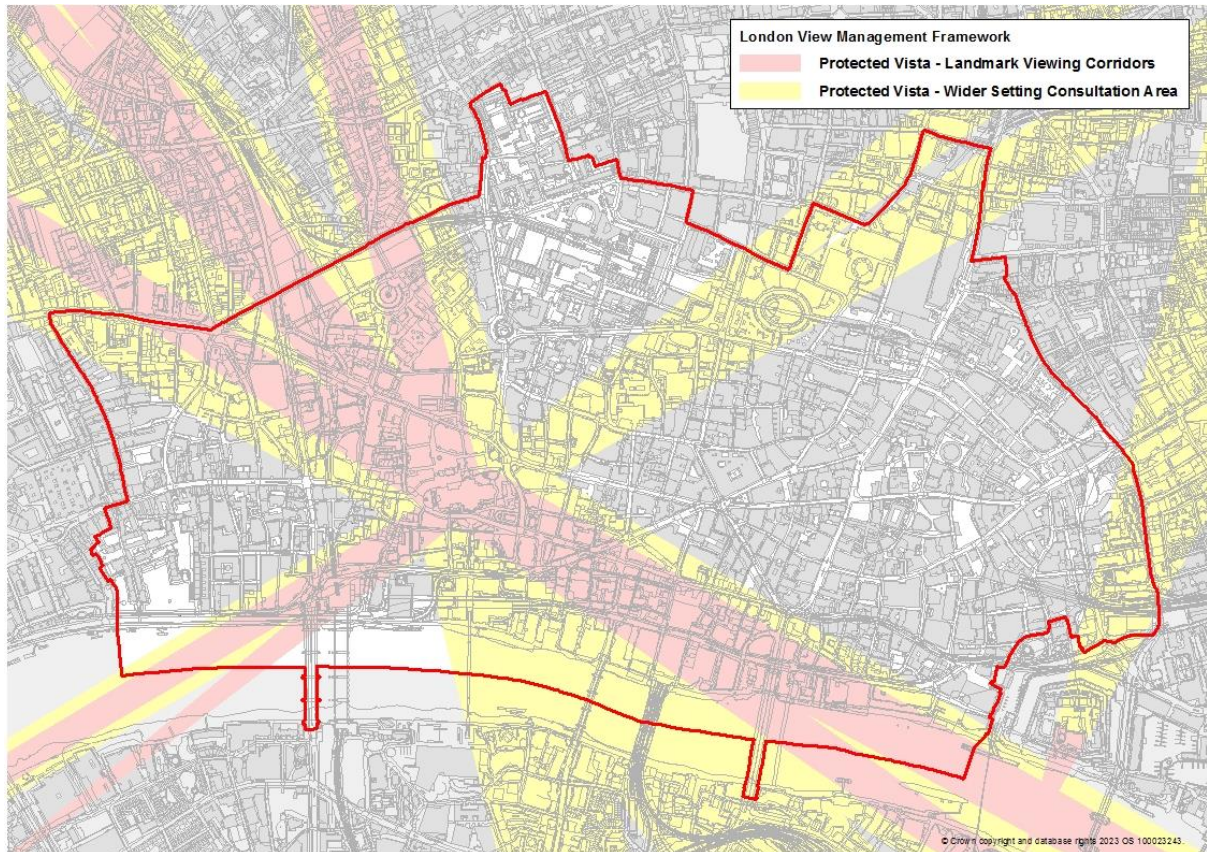 London View Management Framework
Protected Vista - Landmark Viewing Corridors
Protected Vista - Wider Setting Consultation Area
© Crown copyright and database rights 2023 OS 100023243.